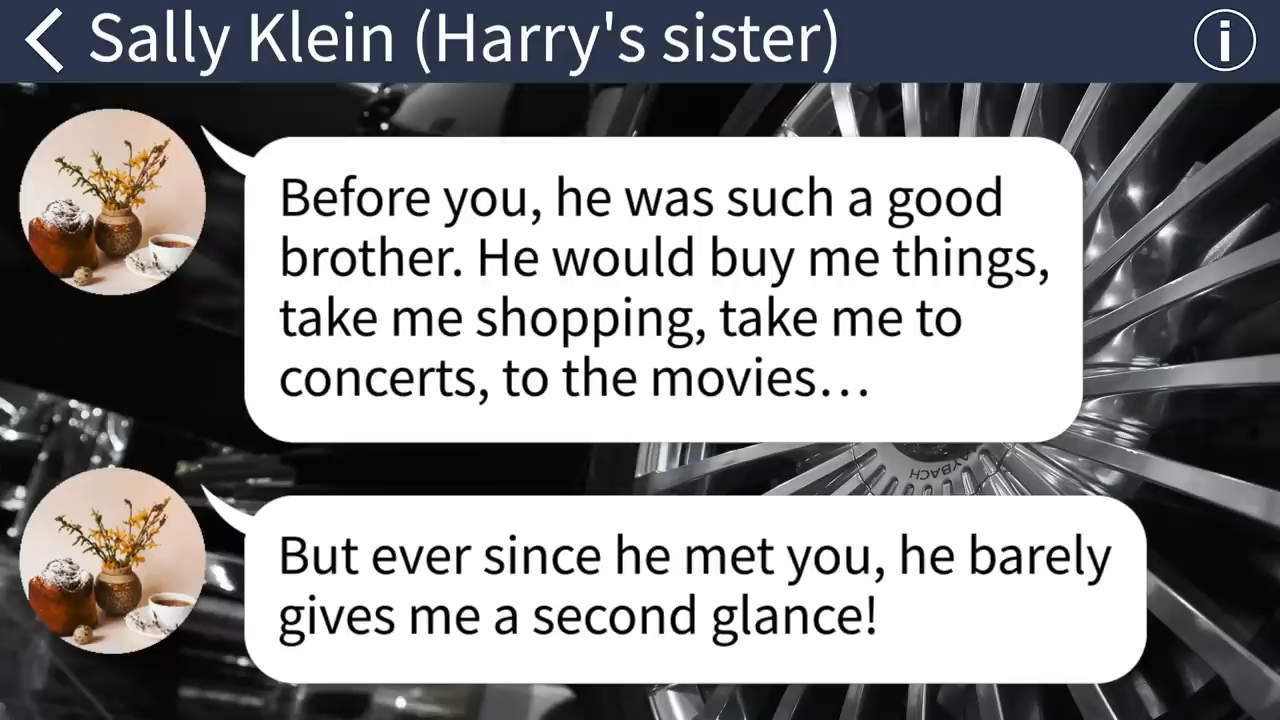 Sally Klein (Harry's sister)
Before you, he was such a good
brother. He would buy me things,
take me shopping, take me to
concerts, to the movies...
MAYBACH
But ever since he met you, he barely
gives me a second glance!